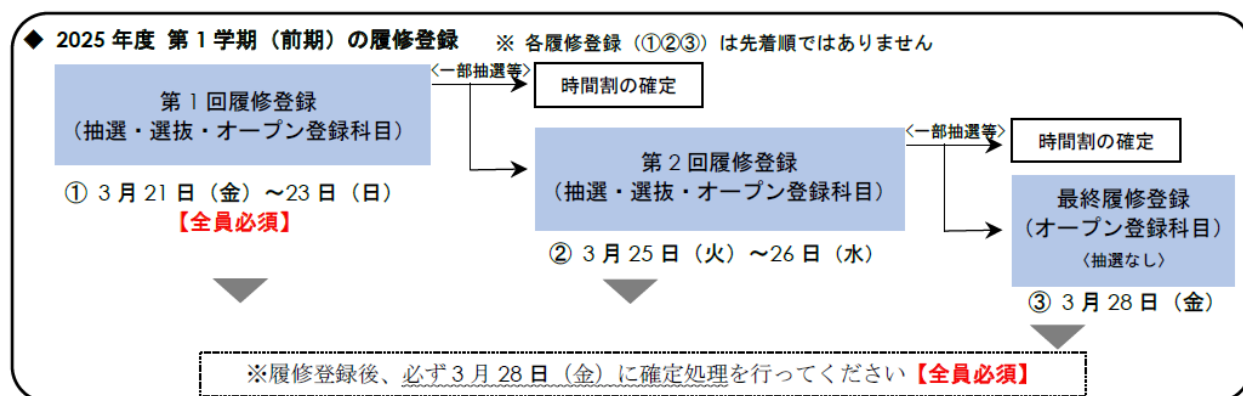 ◆ 2025 年度 第 1 学期（前期）の履修登録 ※ 各履修登録（①②③）は先着順ではありません
〈一部抽選等〉
第 1 回履修登録
（抽選・選抜・オープン登録科目）
時間割の確定
① 3 月 21 日（金）～23 日（日）
【全員必須】
〈一部抽選等〉
第 2 回履修登録
（抽選・選抜・オープン登録科目）
時間割の確定
② 3 月 25 日（火）～26 日（水）
最終履修登録
（オープン登録科目）
〈抽選なし〉
③ 3 月 28 日（金）
※履修登録後、必ず 3 月 28 日（金）に確定処理を行ってください【全員必須】